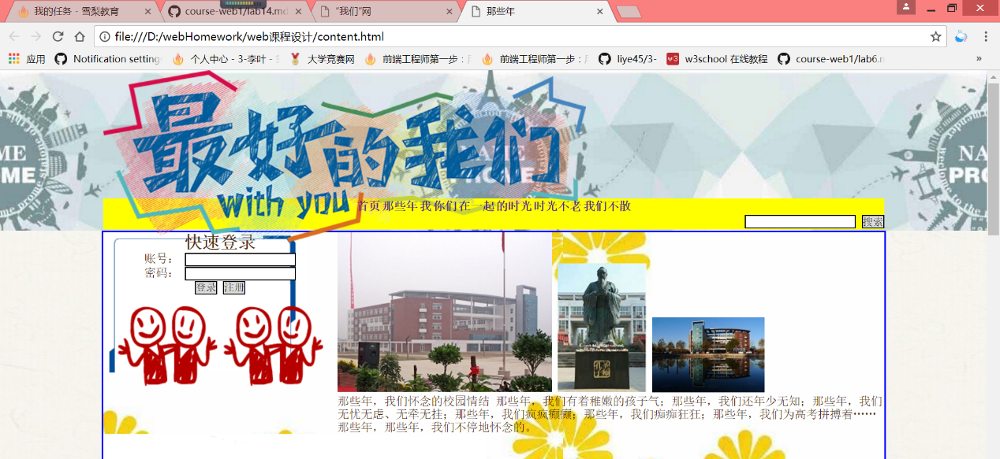 我的任务 - 雪梨教育
course-web1/lab14.md
“我们”网
那些年
file:///D:/webHomework/web课程设计/content.html
应用
Notification setting
个人中心 - 3-李叶 -
大学竞赛网
前端工程师第一步：
前端工程师第一步：
liye45/3-
w3 w3school 在线教程
course-web1/lab6.m
»
最好的我们
with you
ME
OME
NAME
PROME
NA
PRO
首页那些年我你们在一起的时光时光不老我们不散
搜索
快速登录
账号：
密码：
登录 注册
那些年，我们怀念的校园情结 那些年，我们有着稚嫩的孩子气；那些年，我们还年少无知；那些年，我们
无忧无虑、无牵无挂；那些年，我们疯疯癫癫；那些年，我们痴痴狂狂；那些年，我们为高考拼搏着……
那些年，那些年，我们不停地怀念的。